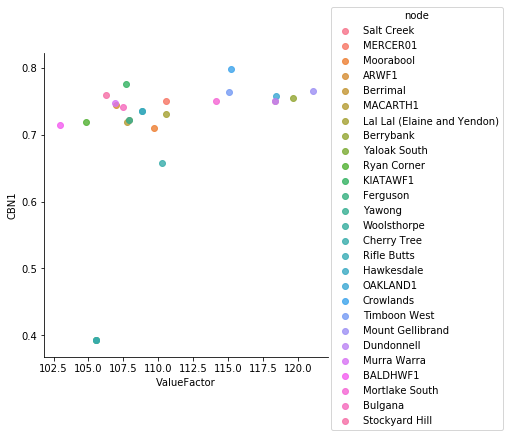 node
Salt Creek
MERCER01
Moorabool
ARWF1
Berrimal
MACARTH1
Lal Lal (Elaine and Yendon)
Berrybank
Yaloak South
Ryan Corner
KIATAWF1
Ferguson
Yawong
Woolsthorpe
Cherry Tree
Rifle Butts
Hawkesdale
OAKLAND1
Crowlands
Timboon West
Mount Gellibrand
Dundonnell
Murra Warra
BALDHWF1
Mortlake South
Bulgana
Stockyard Hill
CBN1
0.8
0.7
0.6
0.5
0.4
102.5 105.0 107.5 110.0 112.5 115.0 117.5 120.0
ValueFactor